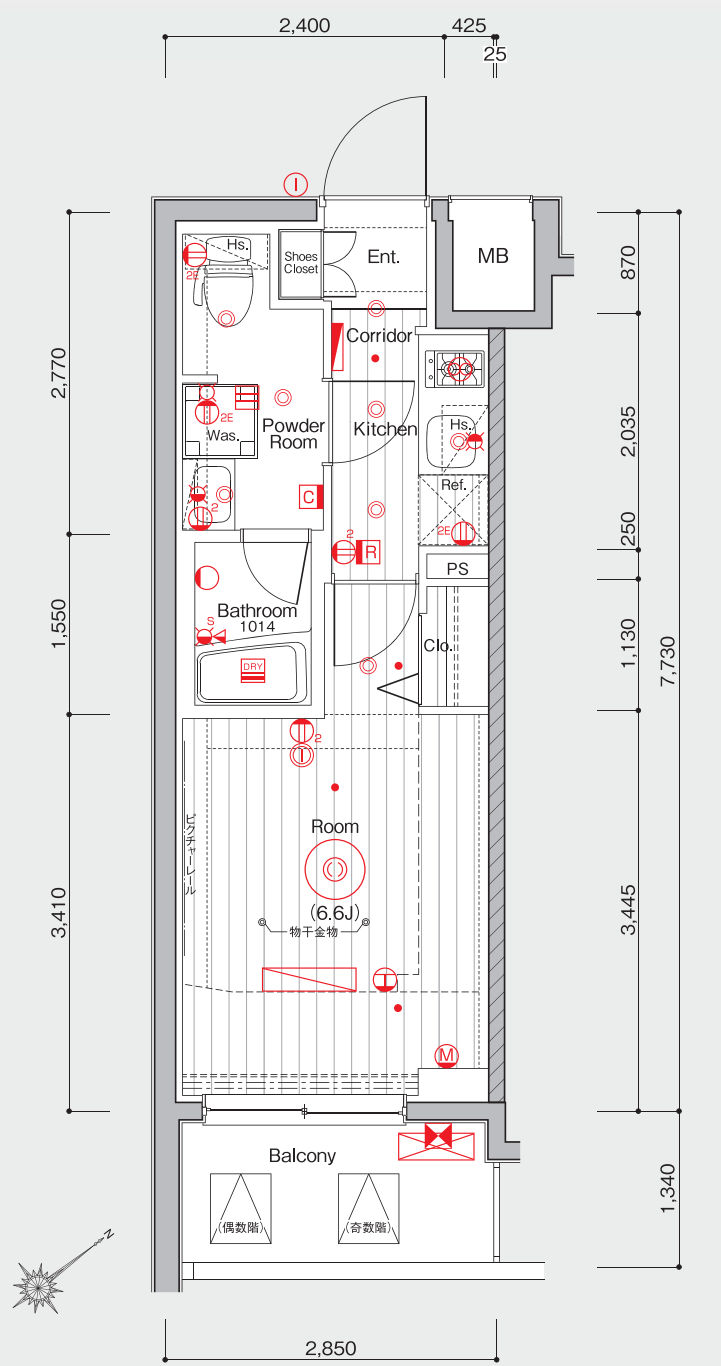 2,400
425
25
I
Hs.
2E
Shoes
Closet
Ent.
MB
870
Corridor
2,770
2E
Was.
Powder
Room
Kitchen
Hs.
2,035
Ref.
2E
2
C
2
R
250
PS
1,550
Bathroom
1014
S
DRY
Clo.
1,130
7,730
2
I
Room
(6.6J)
ピクチャーレール
物干金物
3,410
3,445
M
Balcony
(偶数階)
(奇数階)
1,340
N
2,850